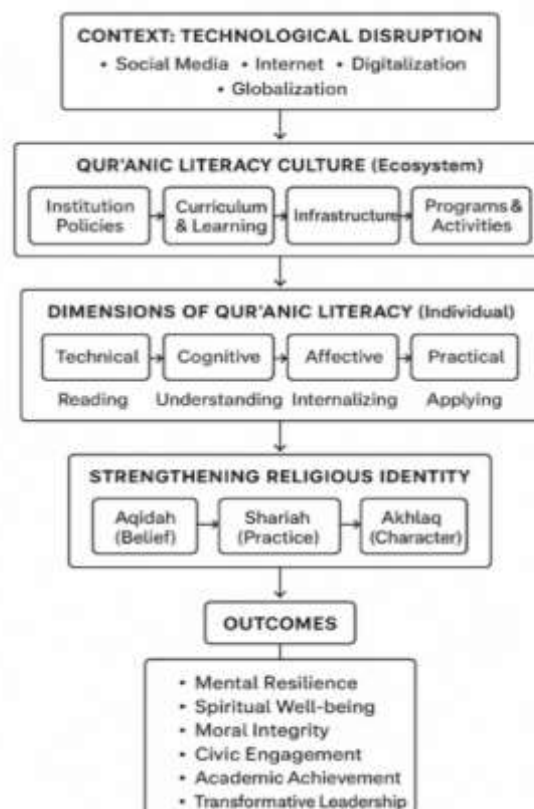 CONTEXT: TECHNOLOGICAL DISRUPTION
• Social Media • Internet • Digitalization
• Globalization
QUR'ANIC LITERACY CULTURE (Ecosystem)
Institution Policies
Curriculum & Learning
Infrastructure
Programs & Activities
DIMENSIONS OF QUR'ANIC LITERACY (Individual)
Technical Cognitive Affective Practical
Reading Understanding Internalizing Applying
STRENGTHENING RELIGIOUS IDENTITY
Aqidah (Belief)
Shariah (Practice)
Akhlaq (Character)
OUTCOMES
• Mental Resilience
• Spiritual Well-being
• Moral Integrity
• Civic Engagement
• Academic Achievement
• Transformative Leadership